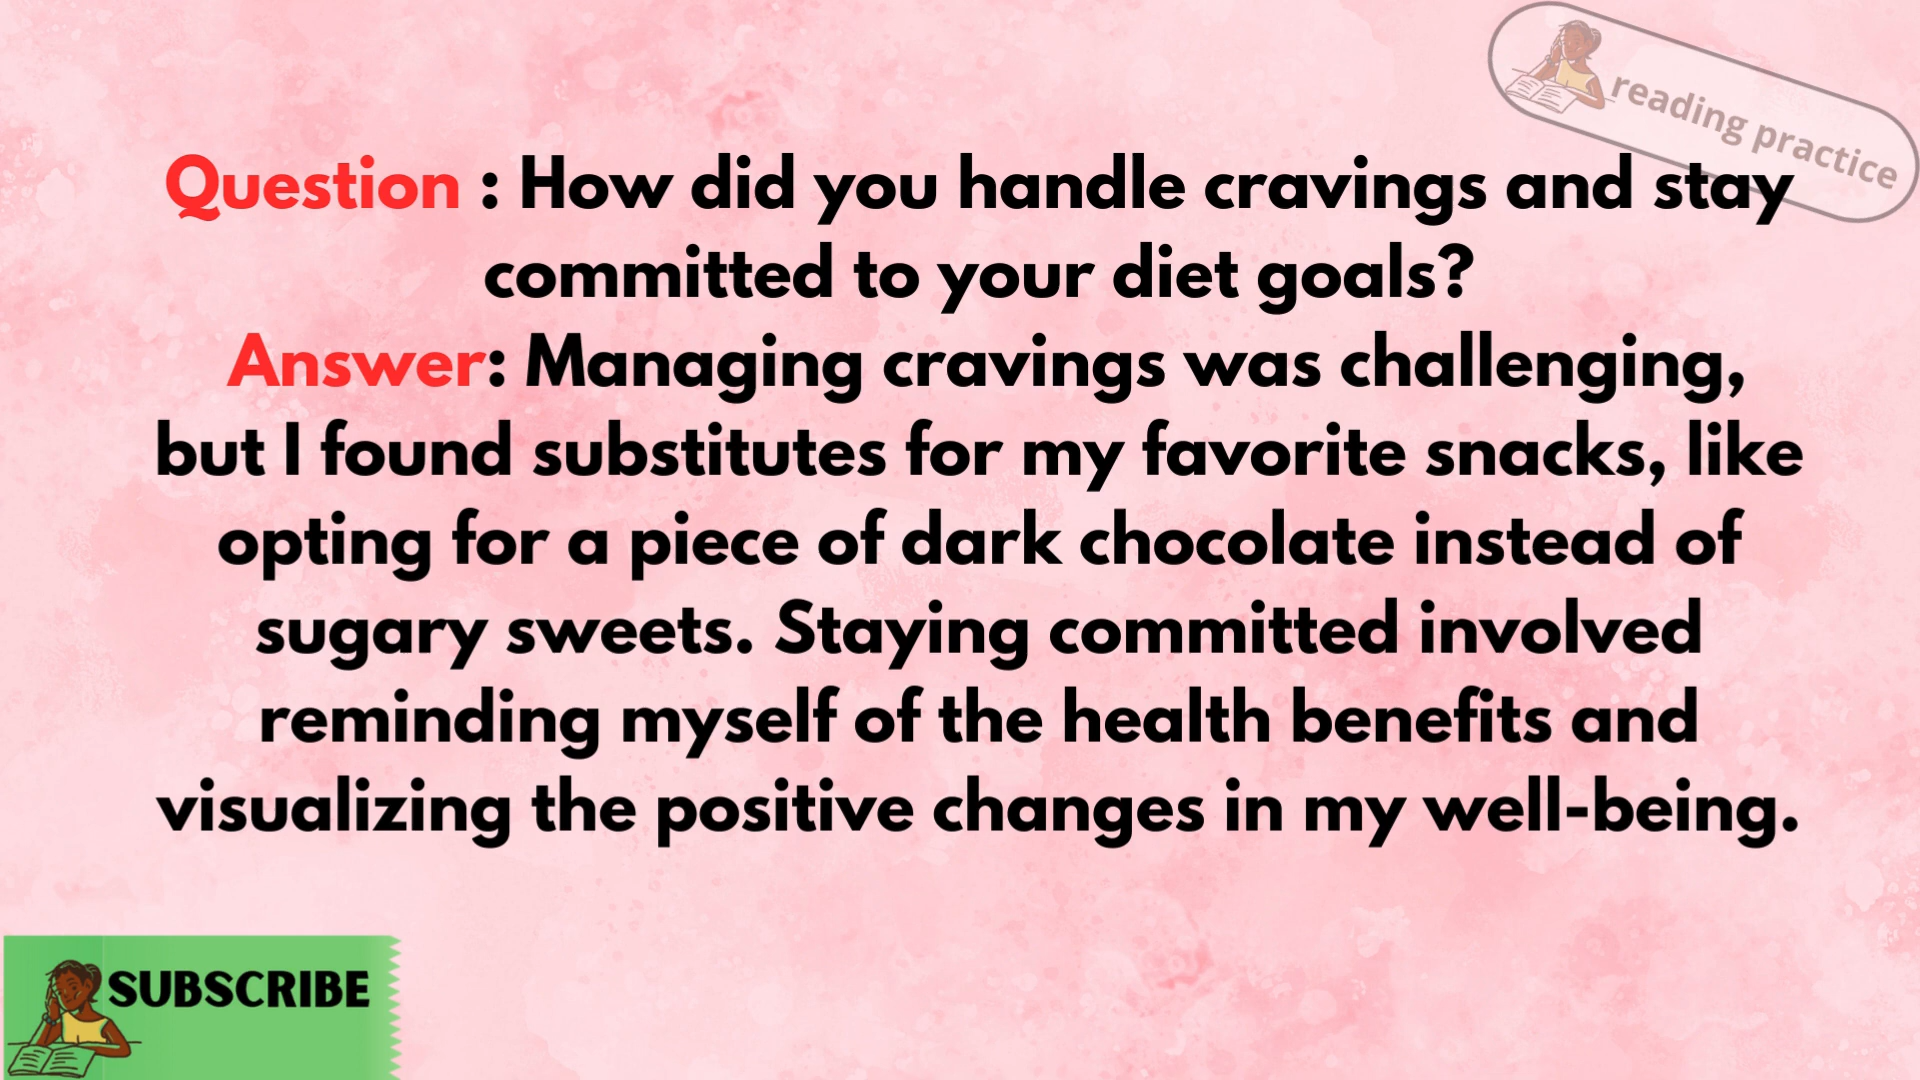 reading practice
Question : How did you handle cravings and stay
committed to your diet goals?
Answer: Managing cravings was challenging,
but I found substitutes for my favorite snacks, like
opting for a piece of dark chocolate instead of
sugary sweets. Staying committed involved
reminding myself of the health benefits and
visualizing the positive changes in my well-being.
SUBSCRIBE